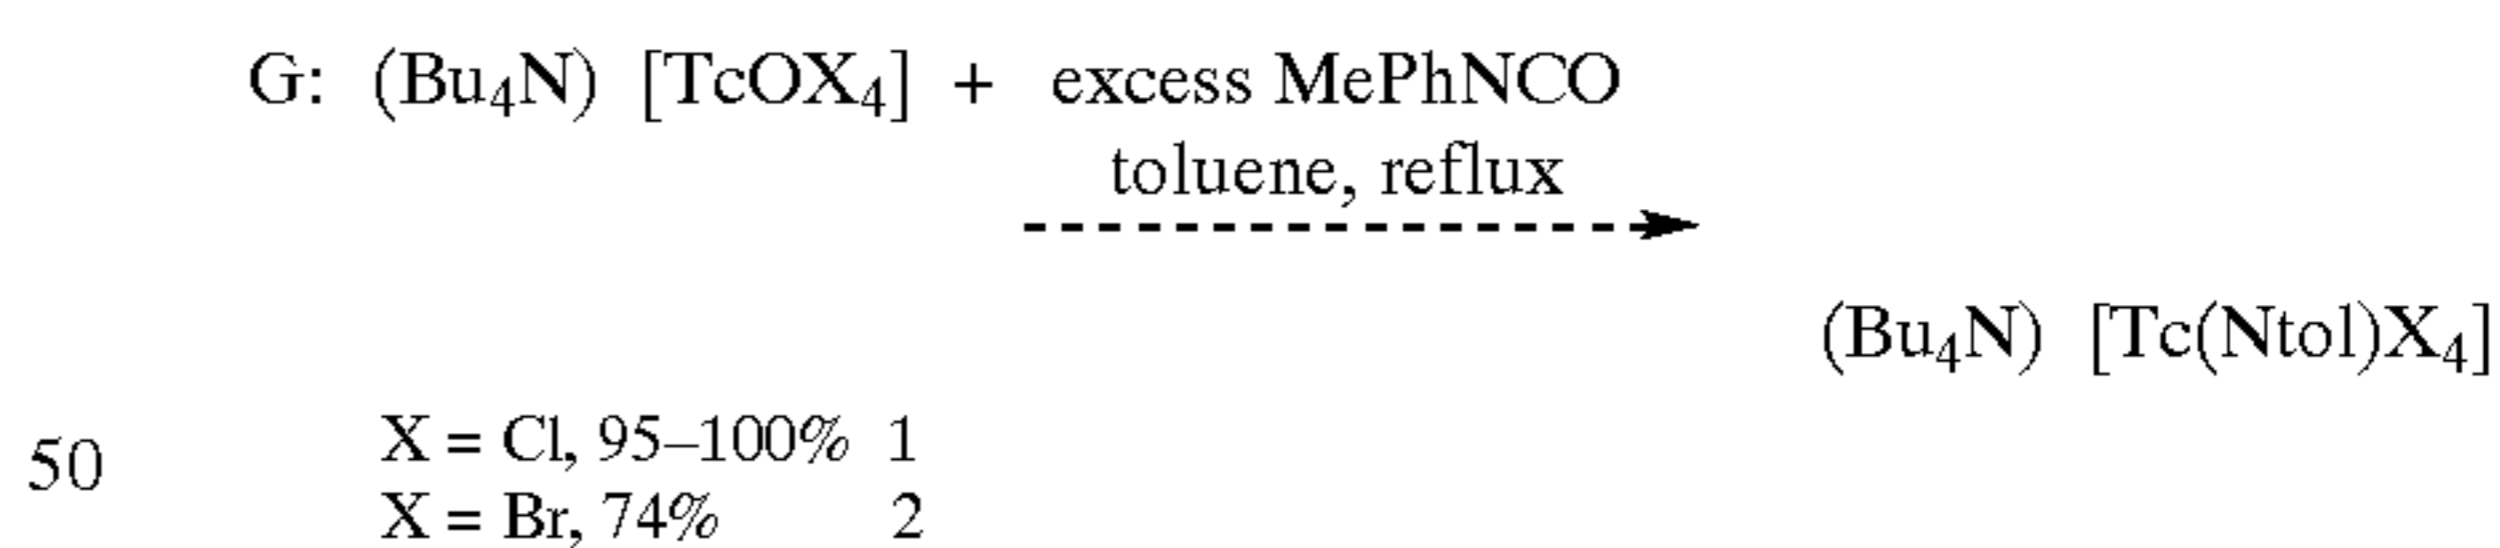 G: (Bu₄N) [TcOX₄] + excess MePhNCO
toluene, reflux
(Bu₄N) [Tc(Ntol)X₄]
X = Cl, 95–100% 1
50
X = Br, 74% 2